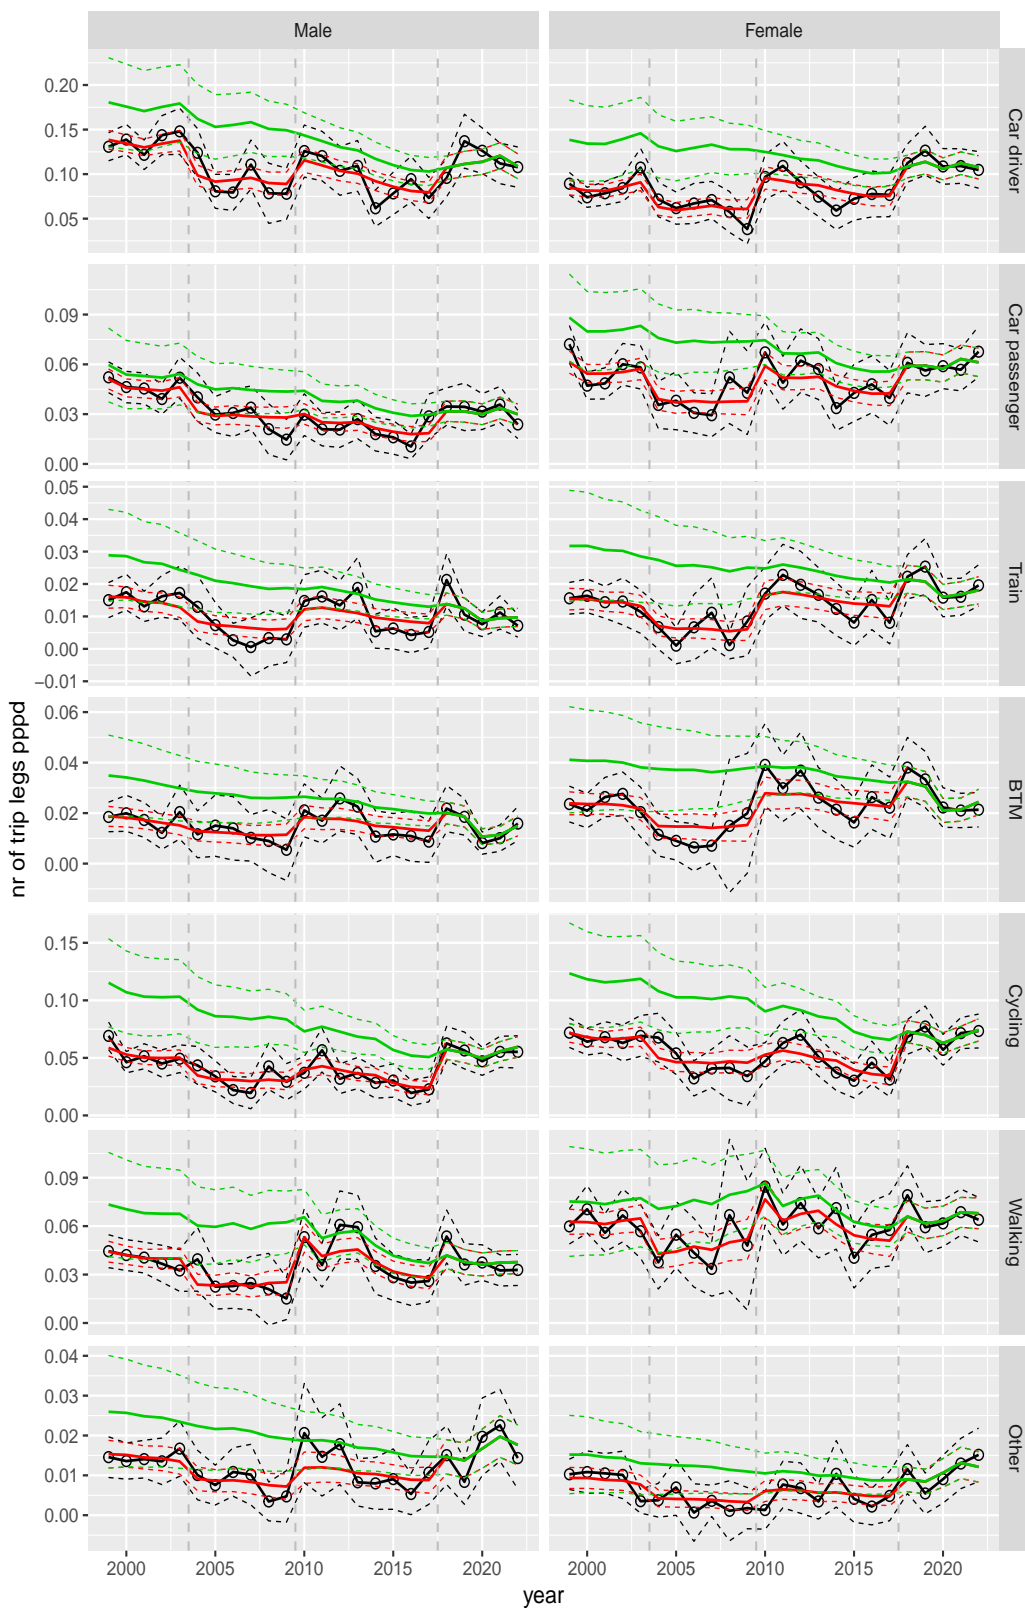 Male Female
0.20
0.15
0.10
0.05
Car driver
0.09
0.06
0.03
0.00
Car passenger
0.05
0.04
0.03
0.02
0.01
0.00
−0.01
Train
0.06
0.04
0.02
0.00
BTM
0.15
0.10
0.05
0.00
Cycling
0.09
0.06
0.03
0.00
Walking
0.04
0.03
0.02
0.01
0.00
Other
2000 2005 2010 2015 2020 2000 2005 2010 2015 2020
year
nr of trip legs pppd